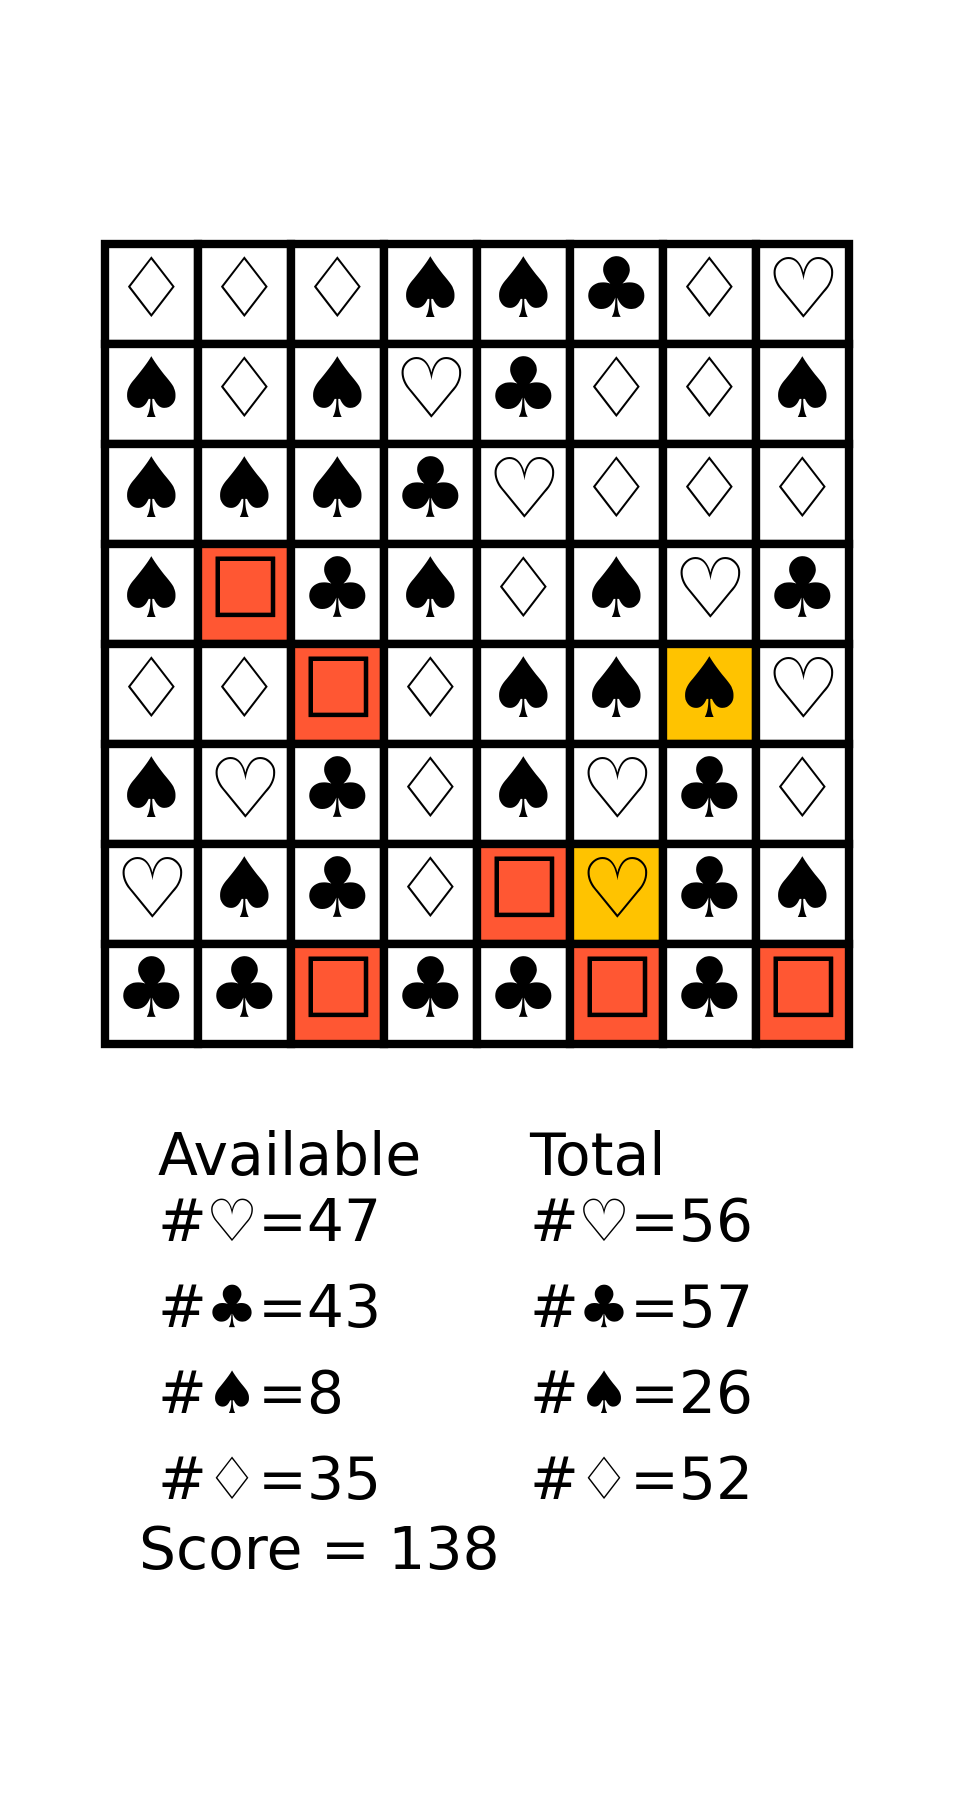 ♢ ♢ ♢ ♠ ♠ ♣ ♢ ♡
♠ ♢ ♠ ♡ ♣ ♢ ♢ ♠
♠ ♠ ♠ ♣ ♡ ♢ ♢ ♢
♠ □ ♣ ♠ ♢ ♠ ♡ ♣
♢ ♢ □ ♢ ♠ ♠ ♠ ♡
♠ ♡ ♣ ♢ ♠ ♡ ♣ ♢
♡ ♠ ♣ ♢ □ ♡ ♣ ♠
♣ ♣ □ ♣ ♣ □ ♣ □
Available Total
#♡=47 #♡=56
#♣=43 #♣=57
#♠=8 #♠=26
#♢=35 #♢=52
Score = 138